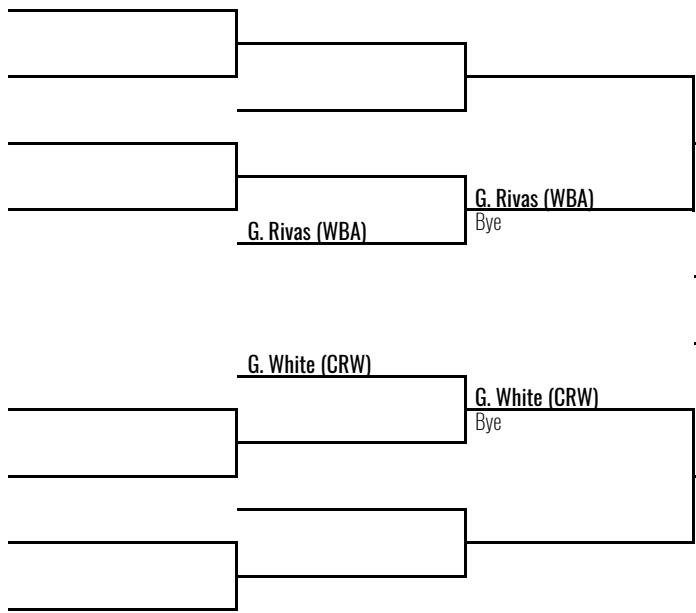 G. Rivas (WBA)
Bye
G. Rivas (WBA)
G. White (CRW)
G. White (CRW)
Bye